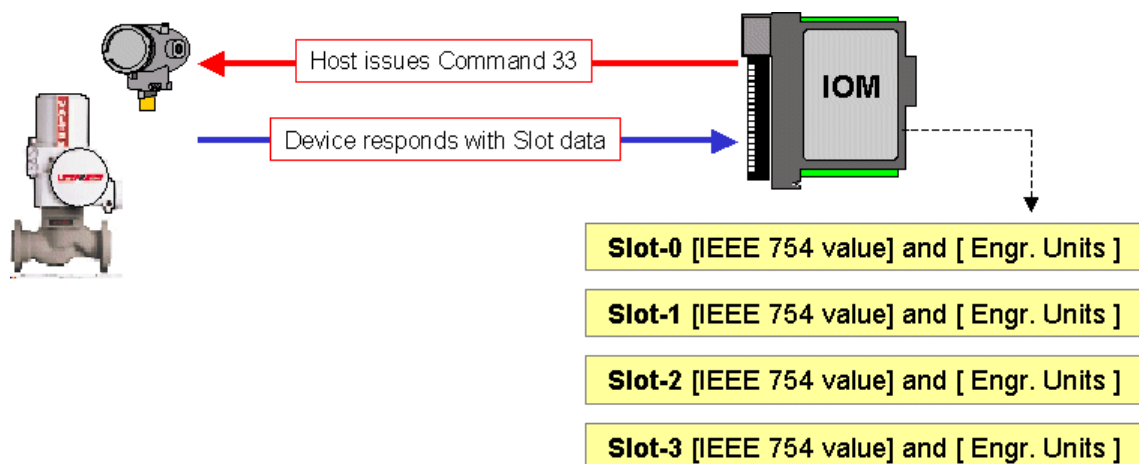 Host issues Command 33
IOM
Device responds with Slot data
Slot-0 [IEEE 754 value] and [ Engr. Units ]
Slot-1 [IEEE 754 value] and [ Engr. Units ]
Slot-2 [IEEE 754 value] and [ Engr. Units ]
Slot-3 [IEEE 754 value] and [ Engr. Units ]